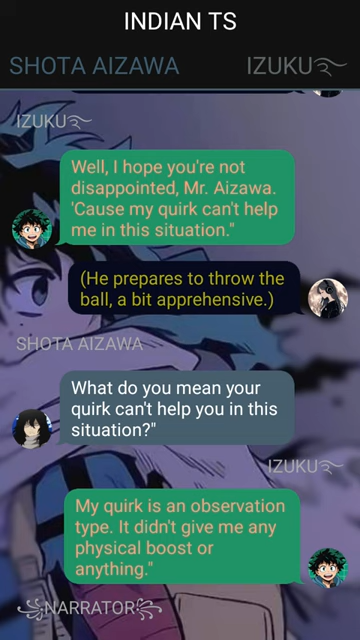 INDIAN TS
SHOTA AIZAWA IZUKU࿐
IZUKU࿐
Well, I hope you're not
disappointed, Mr. Aizawa.
'Cause my quirk can't help
me in this situation."
(He prepares to throw the
ball, a bit apprehensive.)
SHOTA AIZAWA
What do you mean your
quirk can't help you in this
situation?"
IZUKU࿐
My quirk is an observation
type. It didn't give me any
physical boost or
anything."
꧁NARRATOR꧂